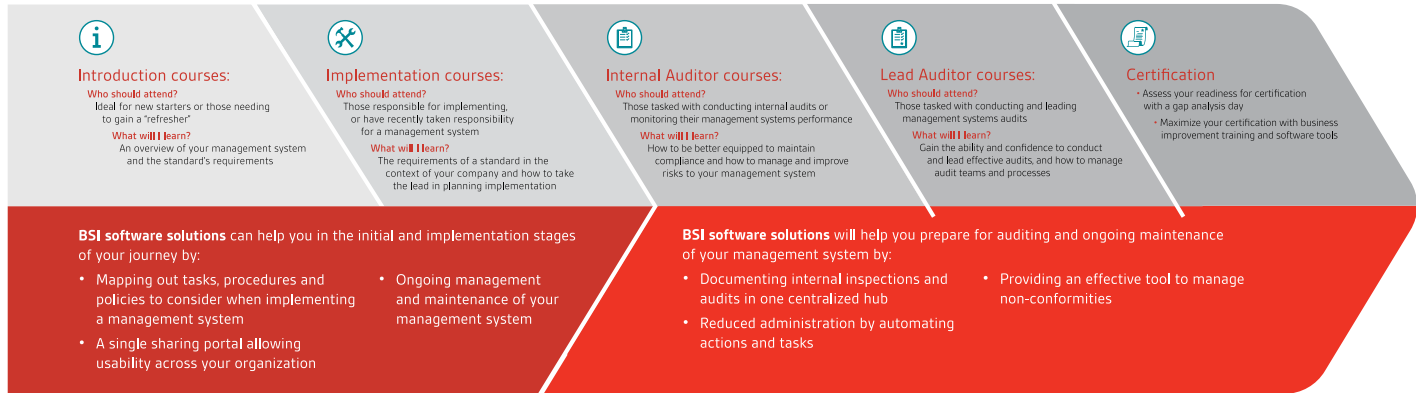 Introduction courses:
Who should attend?
Ideal for new starters or those needing
to gain a “refresher”
What will I learn?
An overview of your management system
and the standard's requirements
Implementation courses:
Who should attend?
Those responsible for implementing,
or have recently taken responsibility
for a management system
What will I learn?
The requirements of a standard in the
context of your company and how to take
the lead in planning implementation
Internal Auditor courses:
Who should attend?
Those tasked with conducting internal audits or
monitoring their management systems performance
What will I learn?
How to be better equipped to maintain
compliance and how to manage and improve
risks to your management system
Lead Auditor courses:
Who should attend?
Those tasked with conducting and leading
management systems audits
What will I learn?
Gain the ability and confidence to conduct
and lead effective audits, and how to manage
audit teams and processes
Certification
• Assess your readiness for certification
with a gap analysis day
• Maximize your certification with business
improvement training and software tools
BSI software solutions can help you in the initial and implementation stages
of your journey by:
• Mapping out tasks, procedures and
policies to consider when implementing
a management system
• A single sharing portal allowing
usability across your organization
• Ongoing management
and maintenance of your
management system
BSI software solutions will help you prepare for auditing and ongoing maintenance
of your management system by:
• Documenting internal inspections and
audits in one centralized hub
• Reduced administration by automating
actions and tasks
• Providing an effective tool to manage
non-conformities